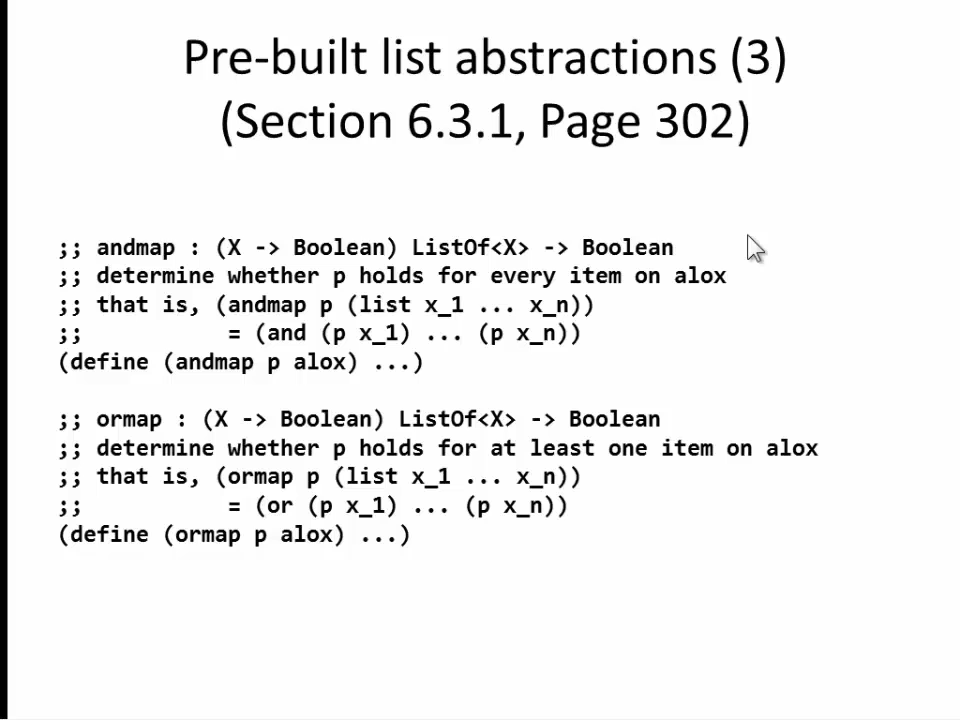 Pre-built list abstractions (3)
(Section 6.3.1, Page 302)
;; andmap : (X -> Boolean) ListOf<X> -> Boolean
;; determine whether p holds for every item on alox
;; that is, (andmap p (list x_1 ... x_n))
;;           = (and (p x_1) ... (p x_n))
(define (andmap p alox) ...)
;; ormap : (X -> Boolean) ListOf<X> -> Boolean
;; determine whether p holds for at least one item on alox
;; that is, (ormap p (list x_1 ... x_n))
;;           = (or (p x_1) ... (p x_n))
(define (ormap p alox) ...)